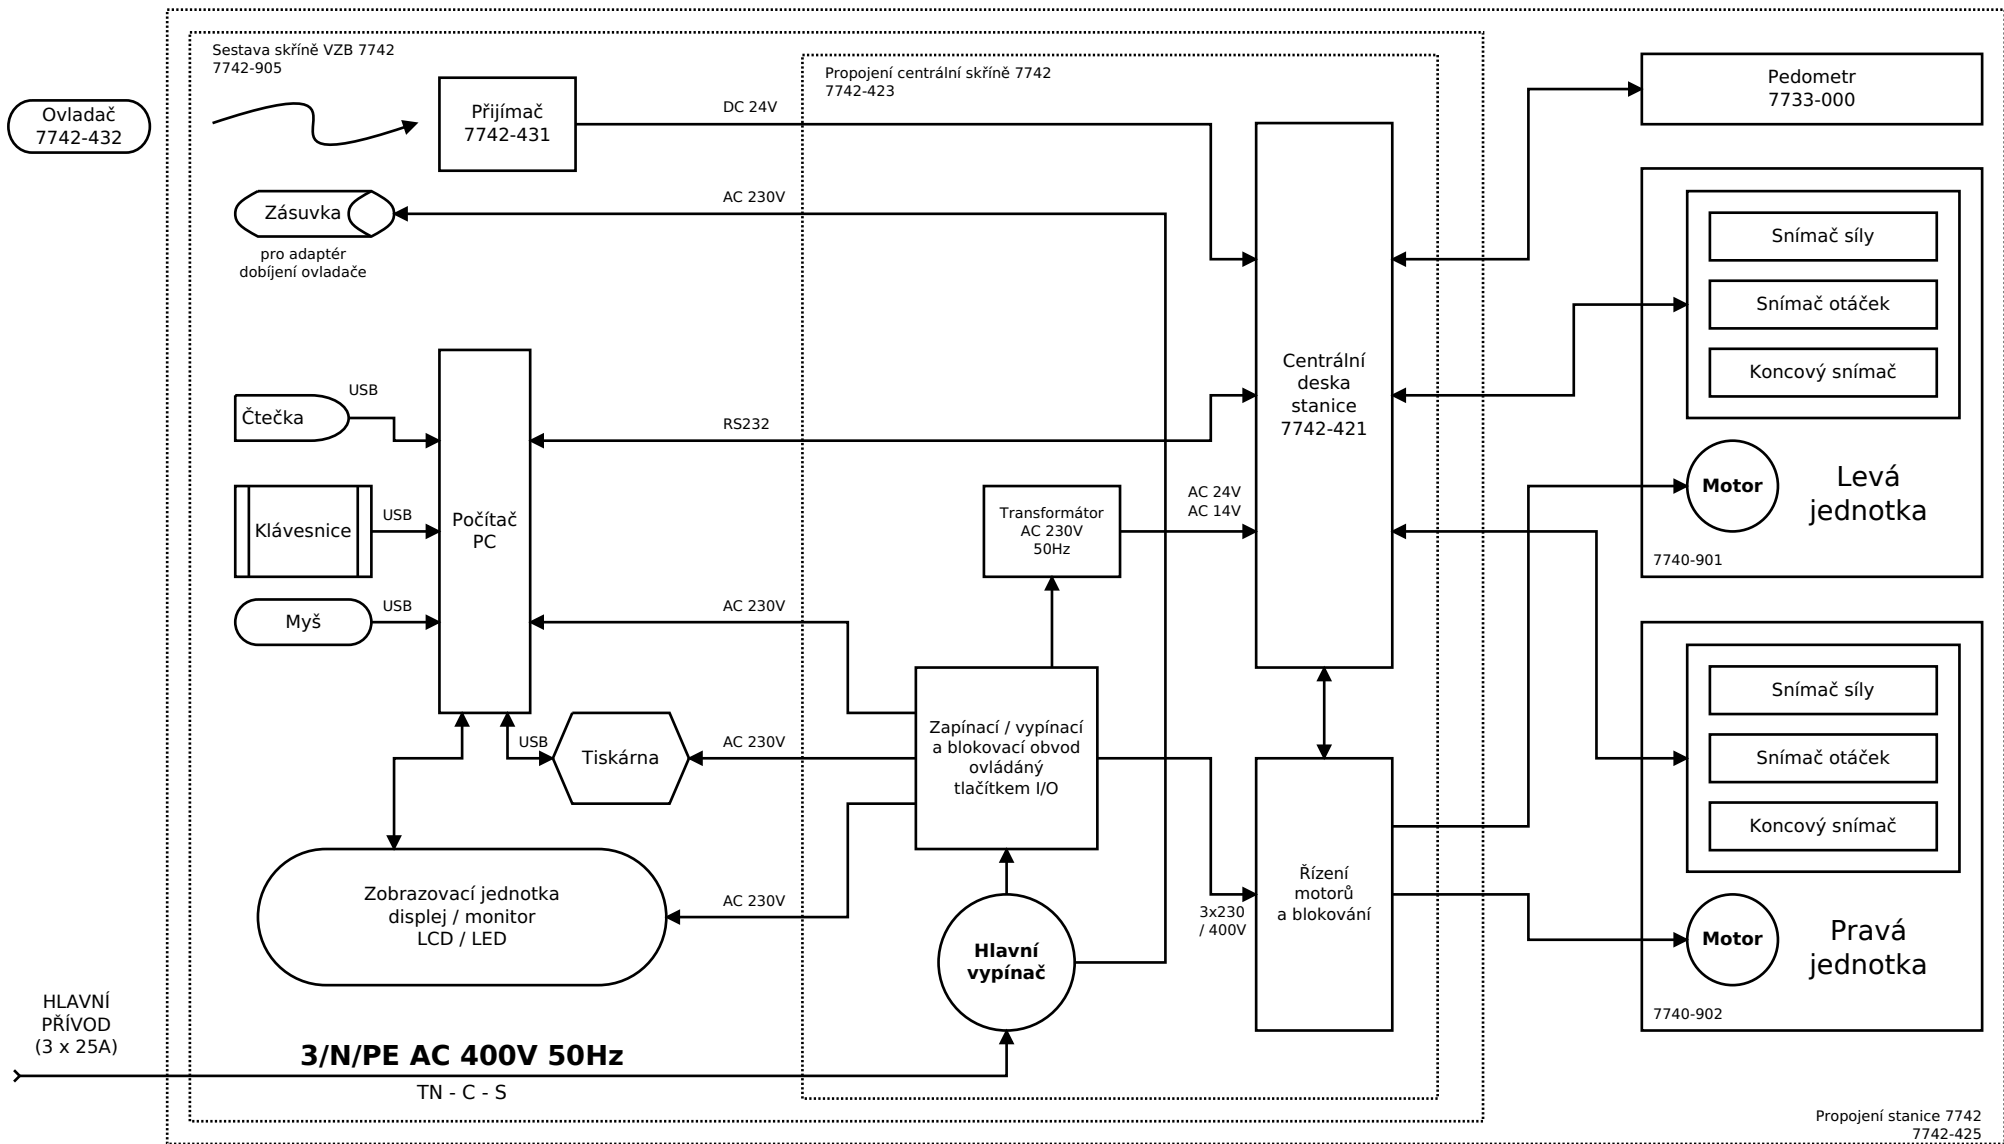 Sestava skříně VZB 7742
7742-905
Propojení centrální skříně 7742
7742-423
Ovladač
7742-432
Přijímač
7742-431
DC 24V
Pedometr
7733-000
Zásuvka
pro adaptér
dobíjení ovladače
AC 230V
Snímač síly
Snímač otáček
Koncový snímač
Motor
Levá
jednotka
7740-901
Centrální
deska
stanice
7742-421
Čtečka
USB
RS232
Klávesnice
USB
Počítač
PC
Transformátor
AC 230V
50Hz
AC 24V
AC 14V
Myš
USB
AC 230V
Zapínací / vypínací
a blokovací obvod
ovládáný
tlačítkem I/O
USB
Tiskárna
AC 230V
Snímač síly
Snímač otáček
Koncový snímač
Motor
Pravá
jednotka
7740-902
Zobrazovací jednotka
displej / monitor
LCD / LED
AC 230V
Hlavní
vypínač
3x230
/ 400V
Řízení
motorů
a blokování
HLAVNÍ
PŘÍVOD
(3 x 25A)
3/N/PE AC 400V 50Hz
TN - C - S
Propojení stanice 7742
7742-425